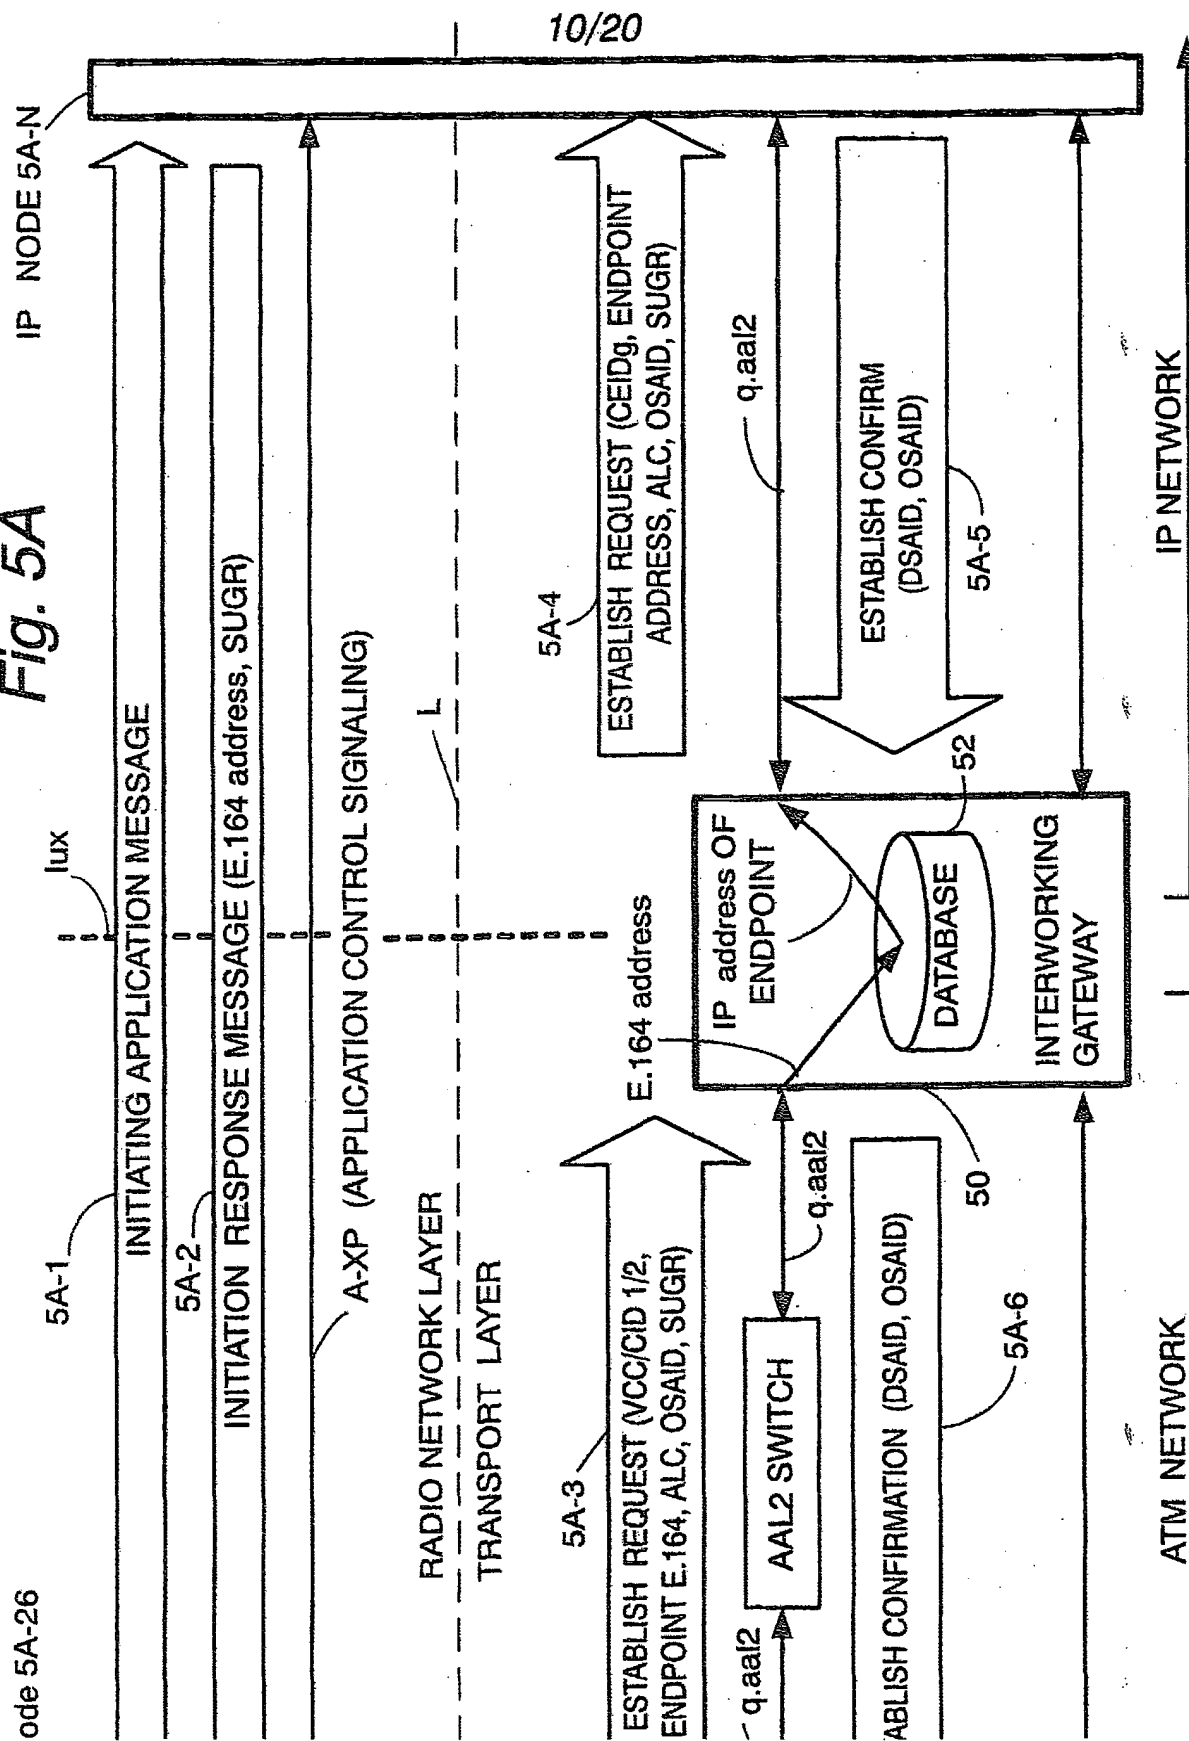 10/20
Fig. 5A
ode 5A-26
IP NODE 5A-N
Iux
5A-1
INITIATING APPLICATION MESSAGE
5A-2
INITIATION RESPONSE MESSAGE (E.164 address, SUGR)
A-XP (APPLICATION CONTROL SIGNALING)
RADIO NETWORK LAYER
L
TRANSPORT LAYER
5A-3
ESTABLISH REQUEST (VCC/CID 1/2,
ENDPOINT E.164, ALC, OSAID, SUGR)
E.164 address
5A-4
ESTABLISH REQUEST (CEIDg, ENDPOINT
ADDRESS, ALC, OSAID, SUGR)
q.aal2
AAL2 SWITCH
q.aal2
IP address OF
ENDPOINT
q.aal2
DATABASE
52
INTERWORKING
GATEWAY
50
ESTABLISH CONFIRM
(DSAID, OSAID)
5A-5
ABLISH CONFIRMATION (DSAID, OSAID)
5A-6
ATM NETWORK
IP NETWORK